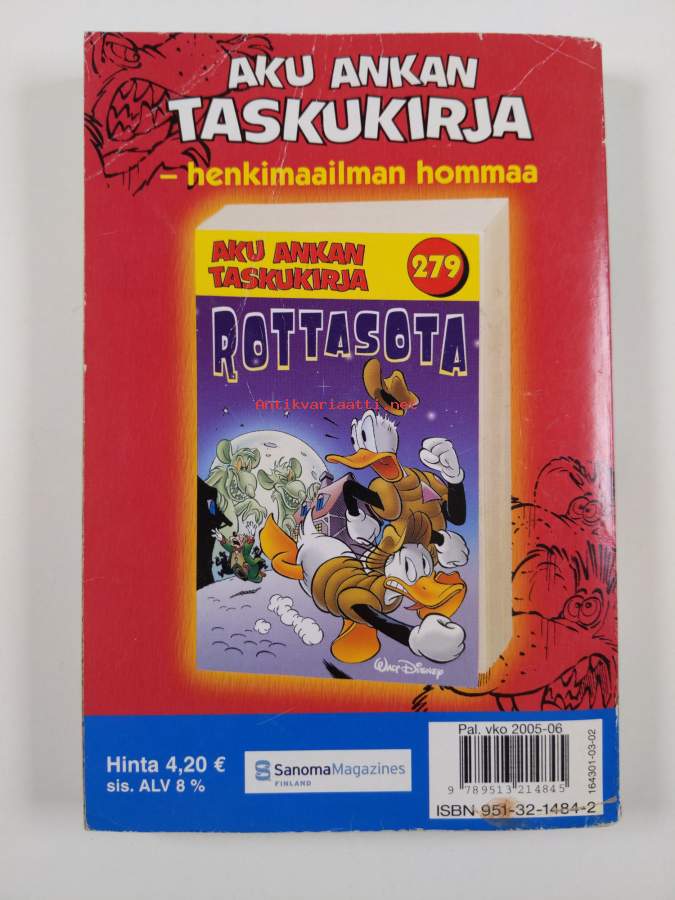 AKU ANKAN
TASKUKIRJA
– henkimaailman hommaa
AKU ANKAN
TASKUKIRJA
279
ROTTASOTA
Antikvariaatti.net
Walt Disney
Hinta 4,20 €
sis. ALV 8 %
SanomaMagazines
FINLAND
Pal. vko 2005-06
9 789513 214845
ISBN 951-32-1484-2
164301-03-02